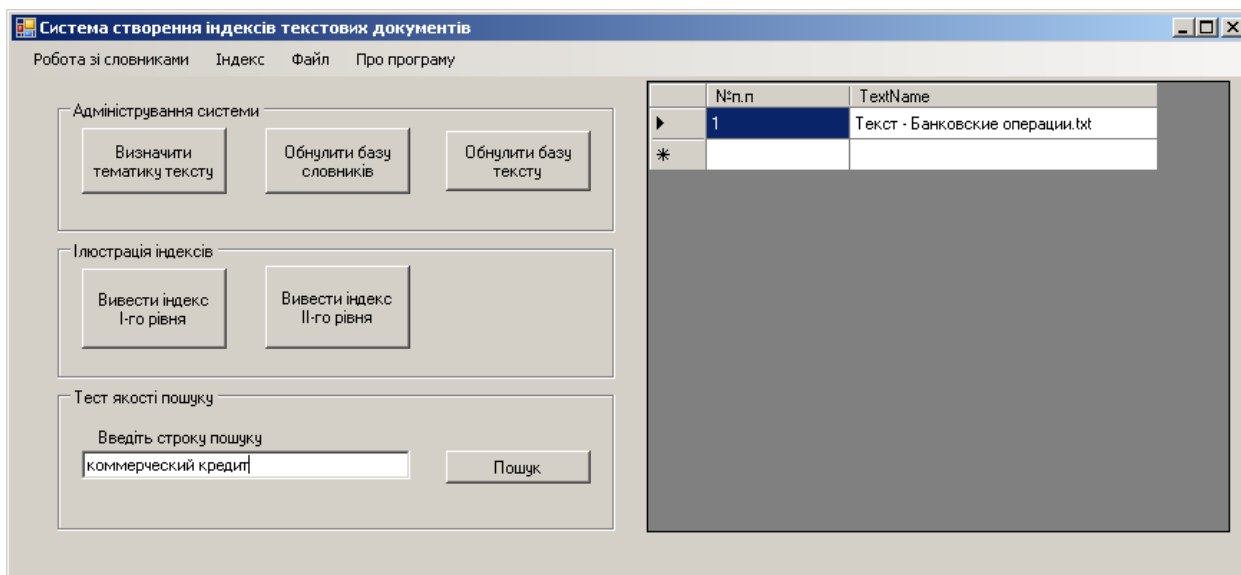 Система створення індексів текстових документів
Робота зі словниками Індекс Файл Про програму
Адміністрування системи
Визначити
тематику тексту
Обнулити базу
словників
Обнулити базу
тексту
Ілюстрація індексів
Вивести індекс
І-го рівня
Вивести індекс
ІІ-го рівня
Тест якості пошуку
Введіть строку пошуку
коммерческий кредит
Пошук
№п.п TextName
1 Текст - Банковские операции.txt